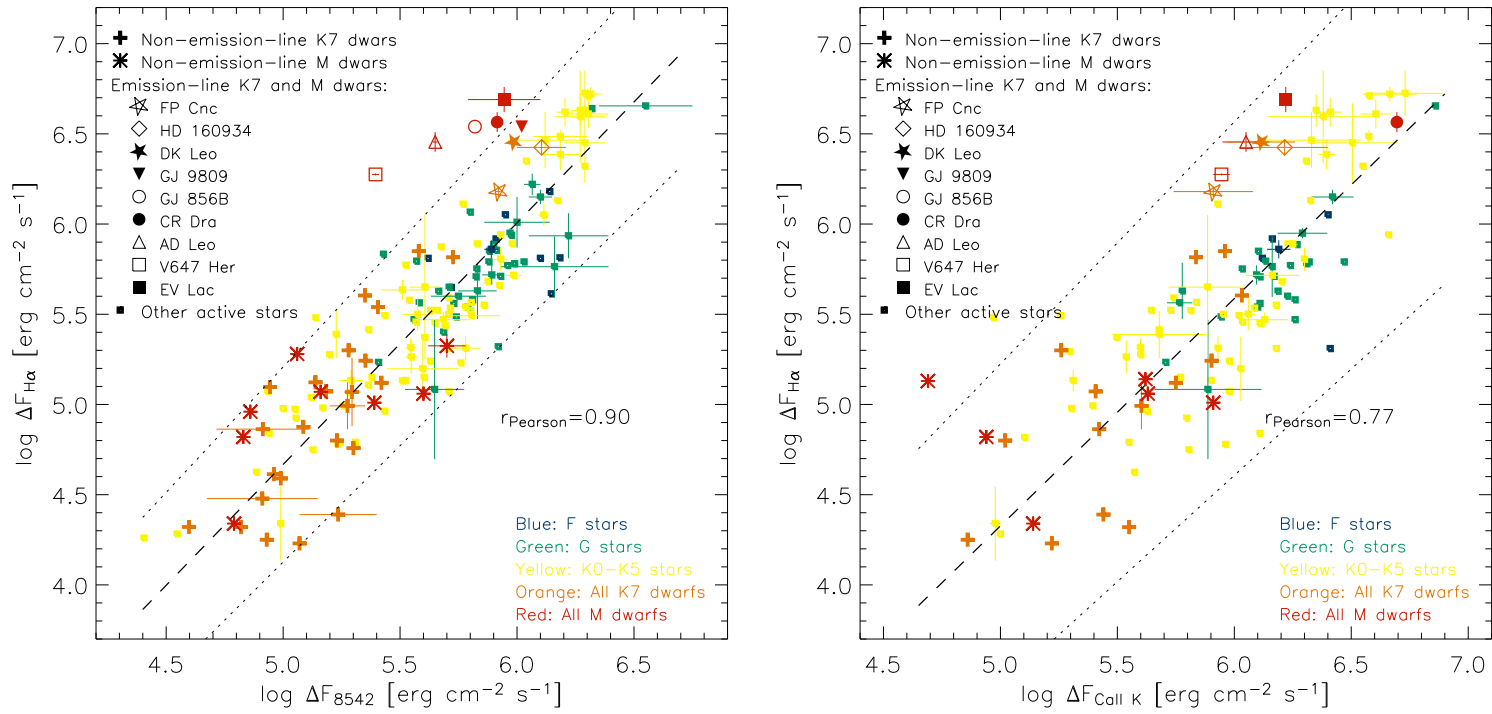 7.0
6.5
6.0
5.5
5.0
4.5
4.0
log ΔF_Hα [erg cm⁻² s⁻¹]
Non-emission-line K7 dwars
Non-emission-line M dwars
Emission-line K7 and M dwars:
FP Cnc
HD 160934
DK Leo
GJ 9809
GJ 856B
CR Dra
AD Leo
V647 Her
EV Lac
Other active stars
r_Pearson=0.90
Blue: F stars
Green: G stars
Yellow: K0-K5 stars
Orange: All K7 dwarfs
Red: All M dwarfs
4.5 5.0 5.5 6.0 6.5
log ΔF_8542 [erg cm⁻² s⁻¹]
7.0
6.5
6.0
5.5
5.0
4.5
4.0
log ΔF_Hα [erg cm⁻² s⁻¹]
Non-emission-line K7 dwars
Non-emission-line M dwars
Emission-line K7 and M dwars:
FP Cnc
HD 160934
DK Leo
GJ 9809
GJ 856B
CR Dra
AD Leo
V647 Her
EV Lac
Other active stars
r_Pearson=0.77
Blue: F stars
Green: G stars
Yellow: K0-K5 stars
Orange: All K7 dwarfs
Red: All M dwarfs
4.5 5.0 5.5 6.0 6.5 7.0
log ΔF_CaII K [erg cm⁻² s⁻¹]